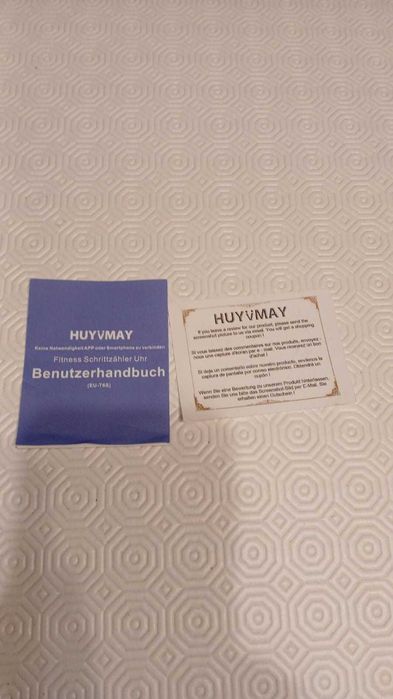 HUYVMAY
Keine Notwendigkeit APP oder Smartphone zu verbinden
Fitness Schrittzähler Uhr
Benutzerhandbuch
(EU-T6S)
HUYVMAY
If you leave a review for our product, please send the
screenshot picture to us via email. You will get a shopping
coupon !
Si vous laissez des commentaires sur nos produits, envoyez -
nous une capture d'écran par e - mail. Vous recevrez un bon
d'achat !
Si deja un comentario sobre nuestro producto, envíenos la
captura de pantalla por correo electrónico. Obtendrá un
cupón !
Wenn Sie eine Bewertung zu unserem Produkt hinterlassen,
senden Sie uns bitte das Screenshot-Bild per E-Mail. Sie
erhalten einen Gutschein !